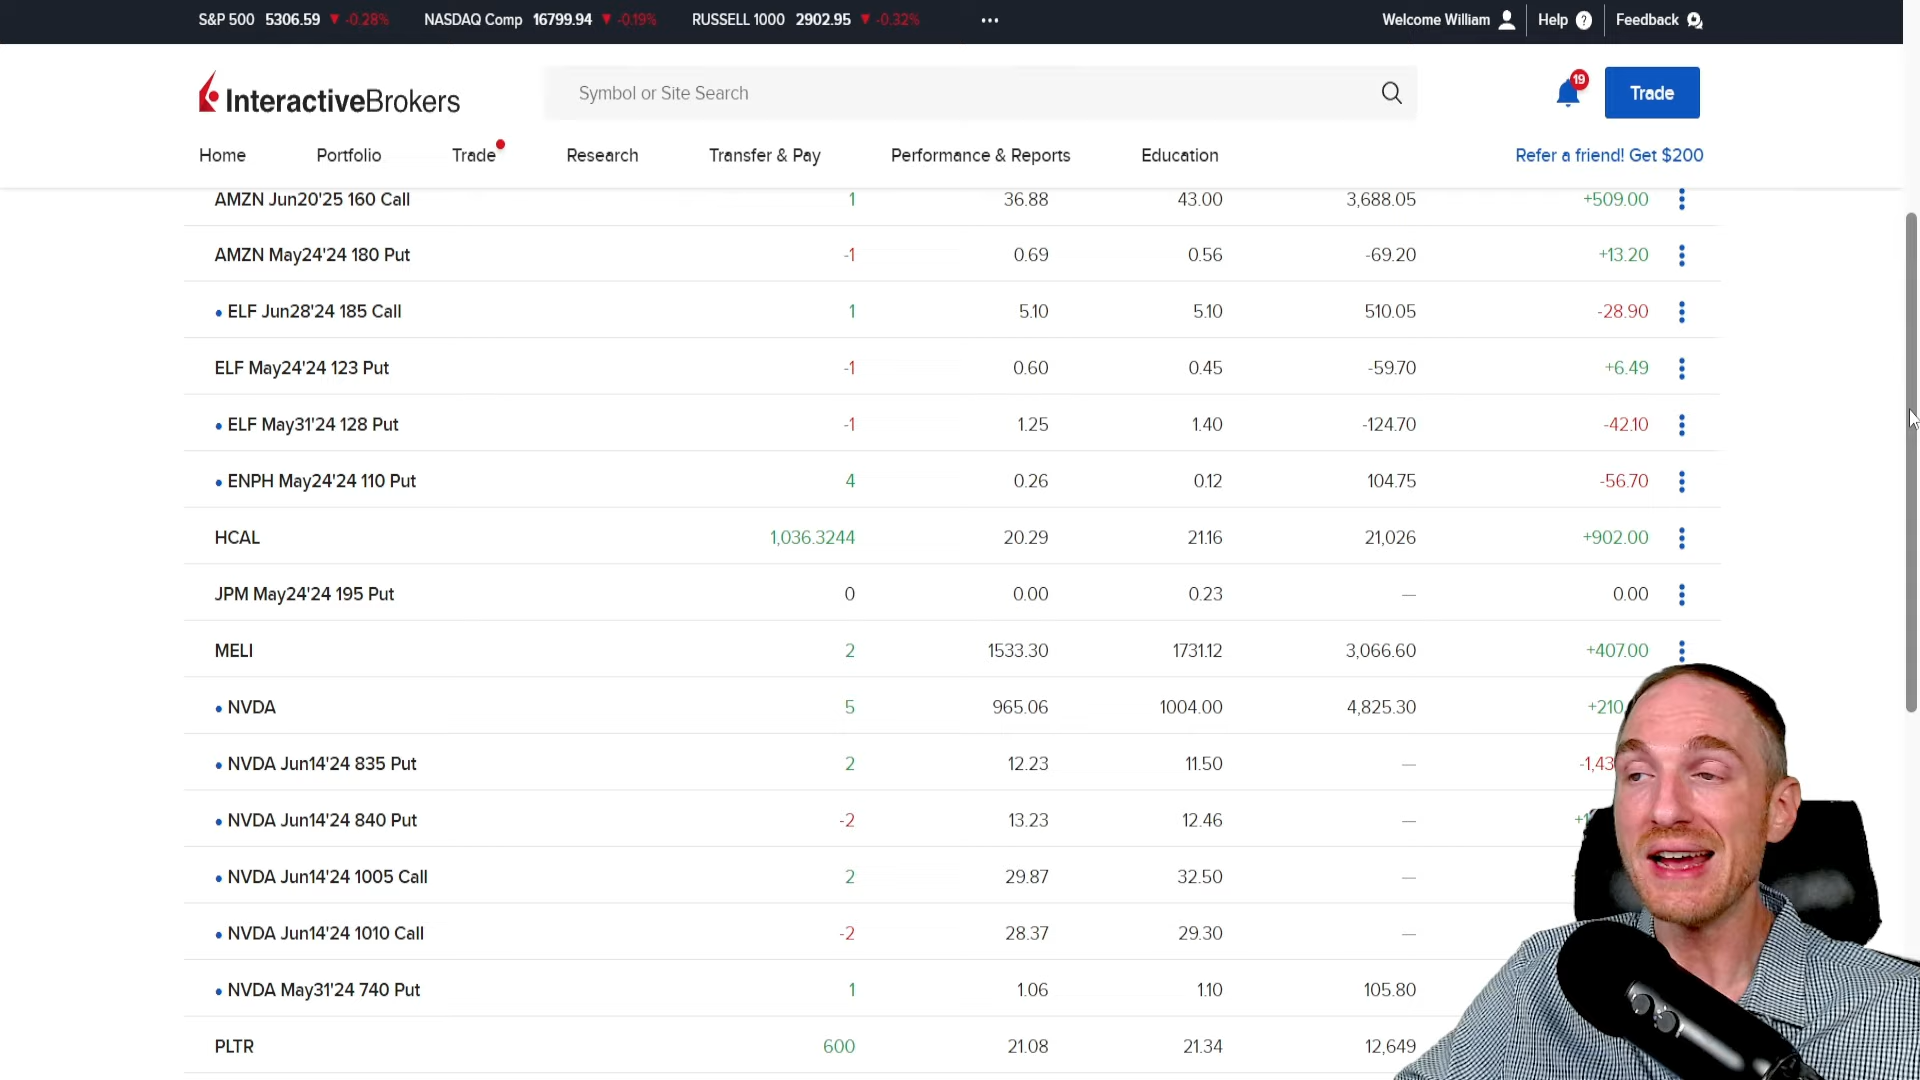 S&P 500 5306.59 ▼ -0.28% NASDAQ Comp 16799.94 ▼ -0.19% RUSSELL 1000 2902.95 ▼ -0.32% ••• Welcome William Help ? Feedback
InteractiveBrokers Symbol or Site Search 19 Trade
Home Portfolio Trade Research Transfer & Pay Performance & Reports Education Refer a friend! Get $200
AMZN Jun20'25 160 Call 1 36.88 43.00 3,688.05 +509.00
AMZN May24'24 180 Put -1 0.69 0.56 -69.20 +13.20
• ELF Jun28'24 185 Call 1 5.10 5.10 510.05 -28.90
ELF May24'24 123 Put -1 0.60 0.45 -59.70 +6.49
• ELF May31'24 128 Put -1 1.25 1.40 -124.70 -42.10
• ENPH May24'24 110 Put 4 0.26 0.12 104.75 -56.70
HCAL 1,036.3244 20.29 21.16 21,026 +902.00
JPM May24'24 195 Put 0 0.00 0.23 — 0.00
MELI 2 1533.30 1731.12 3,066.60 +407.00
• NVDA 5 965.06 1004.00 4,825.30 +210
• NVDA Jun14'24 835 Put 2 12.23 11.50 — -1,43
• NVDA Jun14'24 840 Put -2 13.23 12.46 — +1
• NVDA Jun14'24 1005 Call 2 29.87 32.50 —
• NVDA Jun14'24 1010 Call -2 28.37 29.30 —
• NVDA May31'24 740 Put 1 1.06 1.10 105.80
PLTR 600 21.08 21.34 12,649